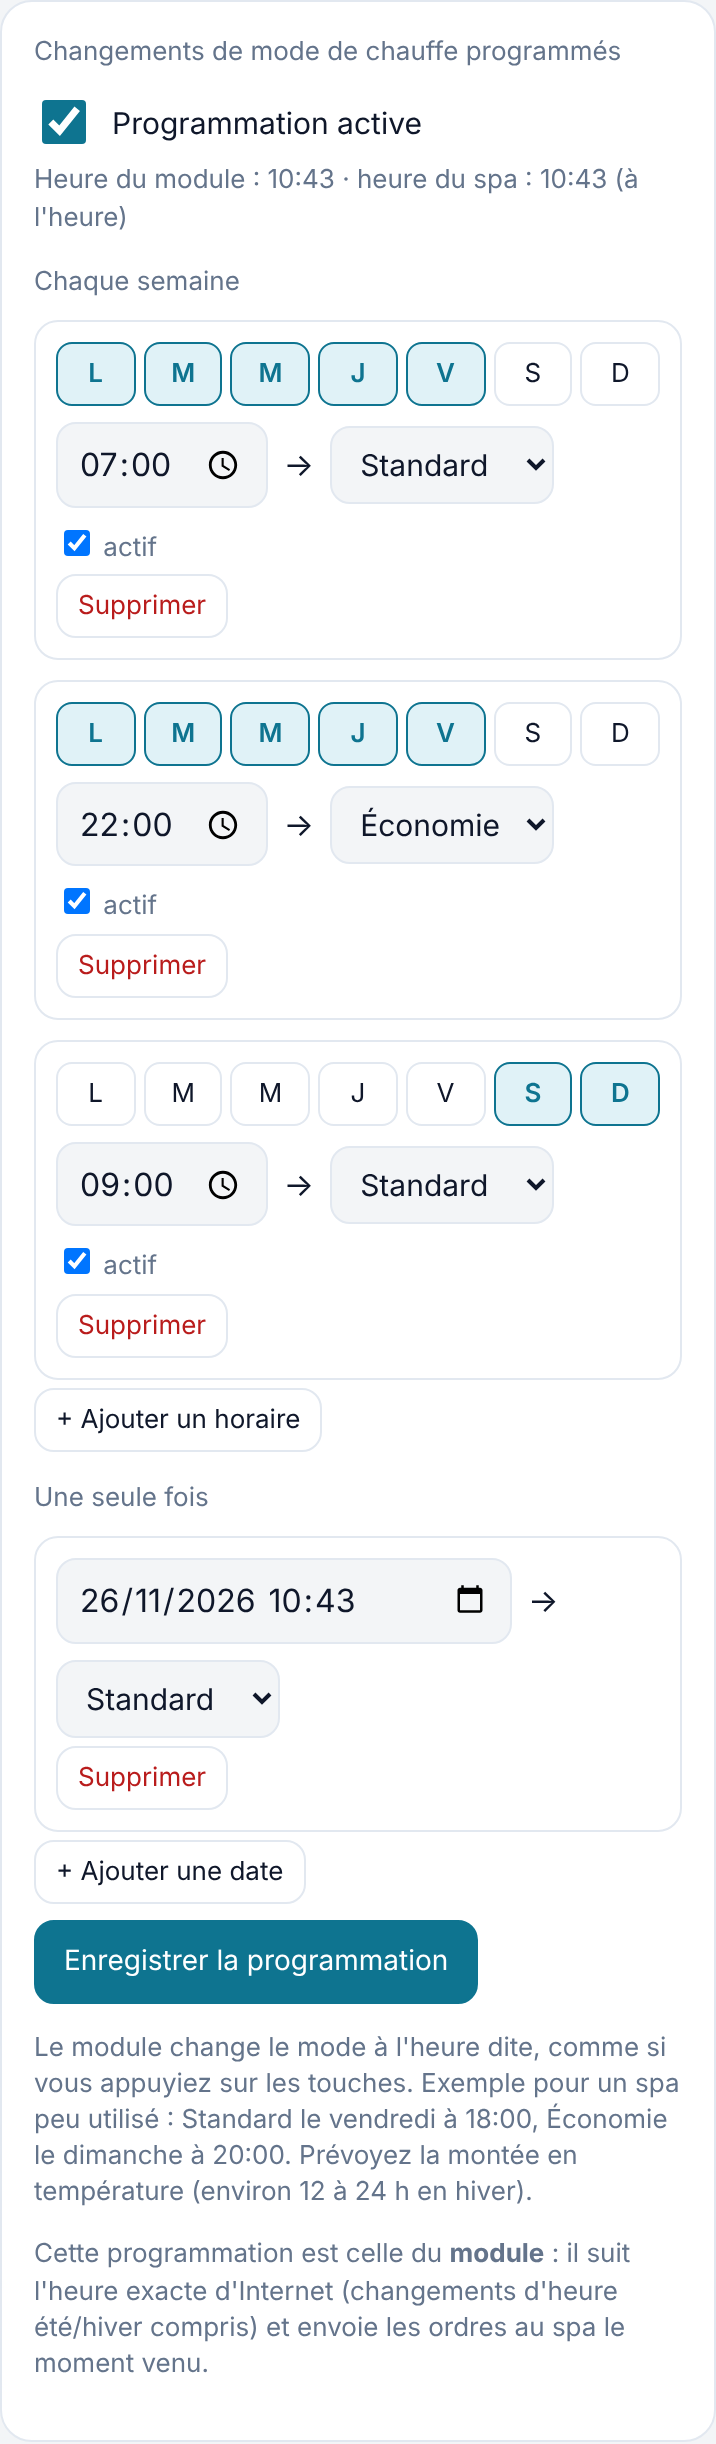 Changements de mode de chauffe programmés
Programmation active
Heure du module : 10:43 · heure du spa : 10:43 (à
l'heure)
Chaque semaine
L M M J V S D
07:00 → Standard
actif
Supprimer
L M M J V S D
22:00 → Économie
actif
Supprimer
L M M J V S D
09:00 → Standard
actif
Supprimer
+ Ajouter un horaire
Une seule fois
26/11/2026 10:43 →
Standard
Supprimer
+ Ajouter une date
Enregistrer la programmation
Le module change le mode à l'heure dite, comme si
vous appuyiez sur les touches. Exemple pour un spa
peu utilisé : Standard le vendredi à 18:00, Économie
le dimanche à 20:00. Prévoyez la montée en
température (environ 12 à 24 h en hiver).
Cette programmation est celle du module : il suit
l'heure exacte d'Internet (changements d'heure
été/hiver compris) et envoie les ordres au spa le
moment venu.